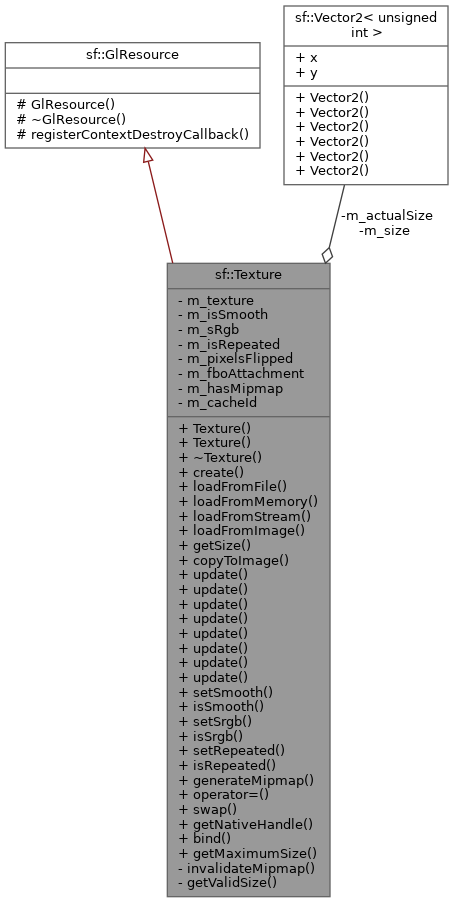 sf::GlResource
# GlResource()
# ~GlResource()
# registerContextDestroyCallback()
sf::Vector2< unsigned
int >
+ x
+ y
+ Vector2()
+ Vector2()
+ Vector2()
+ Vector2()
+ Vector2()
+ Vector2()
-m_actualSize
-m_size
sf::Texture
- m_texture
- m_isSmooth
- m_sRgb
- m_isRepeated
- m_pixelsFlipped
- m_fboAttachment
- m_hasMipmap
- m_cacheId
+ Texture()
+ Texture()
+ ~Texture()
+ create()
+ loadFromFile()
+ loadFromMemory()
+ loadFromStream()
+ loadFromImage()
+ getSize()
+ copyToImage()
+ update()
+ update()
+ update()
+ update()
+ update()
+ update()
+ update()
+ update()
+ setSmooth()
+ isSmooth()
+ setSrgb()
+ isSrgb()
+ setRepeated()
+ isRepeated()
+ generateMipmap()
+ operator=()
+ swap()
+ getNativeHandle()
+ bind()
+ getMaximumSize()
- invalidateMipmap()
- getValidSize()